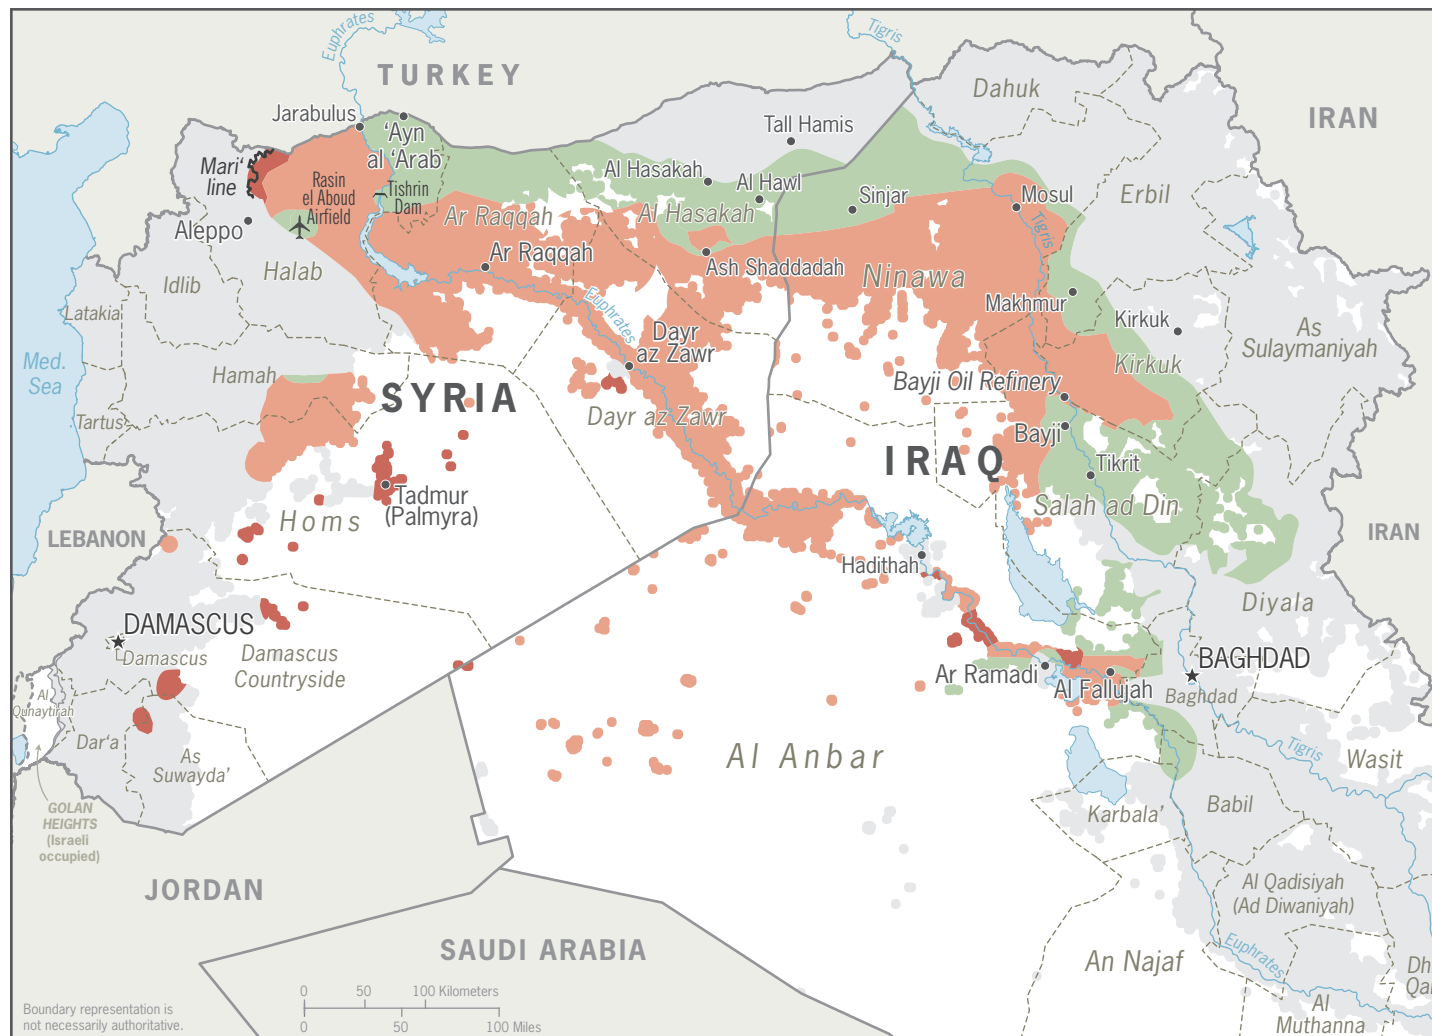 Euphrates
Tigris
TURKEY
Dahuk
IRAN
Jarabulus
‘Ayn
al ‘Arab
Tall Hamis
Mari‘
line
Rasin
el Aboud
Airfield
Tishrin
Dam
Al Hasakah
Al Hawl
Sinjar
Mosul
Erbil
Aleppo
Ar Raqqah
Al Hasakah
Tigris
Halab
Ar Raqqah
Ash Shaddadah
Ninawa
Idlib
Euphrates
Makhmur
Kirkuk
Latakia
As
Sulaymaniyah
Dayr
az Zawr
Med.
Sea
Hamah
Kirkuk
Bayji Oil Refinery
SYRIA
Dayr az Zawr
Tartus
Bayji
IRAQ
Tikrit
Tadmur
(Palmyra)
Homs
Salah ad Din
LEBANON
IRAN
Hadithah
Diyala
DAMASCUS
Damascus
Damascus
Countryside
BAGHDAD
Baghdad
Ar Ramadi
Al Fallujah
Al
Qunaytirah
Dar‘a
As
Suwayda’
Al Anbar
Tigris
Wasit
GOLAN
HEIGHTS
(Israeli
occupied)
Karbala’
Babil
JORDAN
Al Qadisiyah
(Ad Diwaniyah)
SAUDI ARABIA
An Najaf
Euphrates
Dh
Qa
0 50 100 Kilometers
0 50 100 Miles
Al
Muthanna
Boundary representation is
not necessarily authoritative.